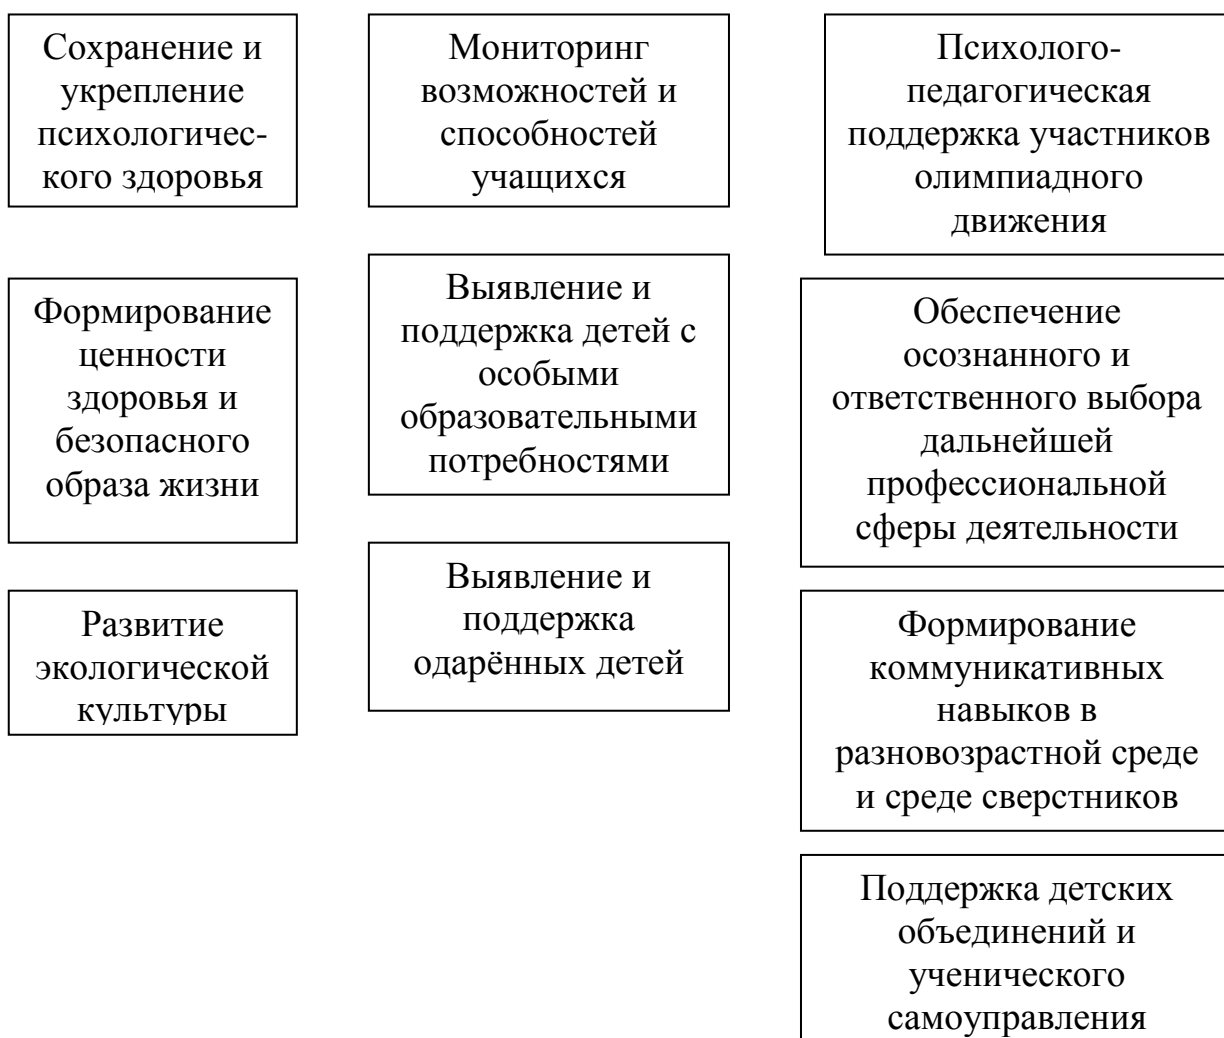 Сохранение и
укрепление
психологичес-
кого здоровья
Мониторинг
возможностей и
способностей
учащихся
Психолого-
педагогическая
поддержка участников
олимпиадного
движения
Формирование
ценности
здоровья и
безопасного
образа жизни
Выявление и
поддержка детей с
особыми
образовательными
потребностями
Обеспечение
осознанного и
ответственного выбора
дальнейшей
профессиональной
сферы деятельности
Развитие
экологической
культуры
Выявление и
поддержка
одарённых детей
Формирование
коммуникативных
навыков в
разновозрастной среде
и среде сверстников
Поддержка детских
объединений и
ученического
самоуправления